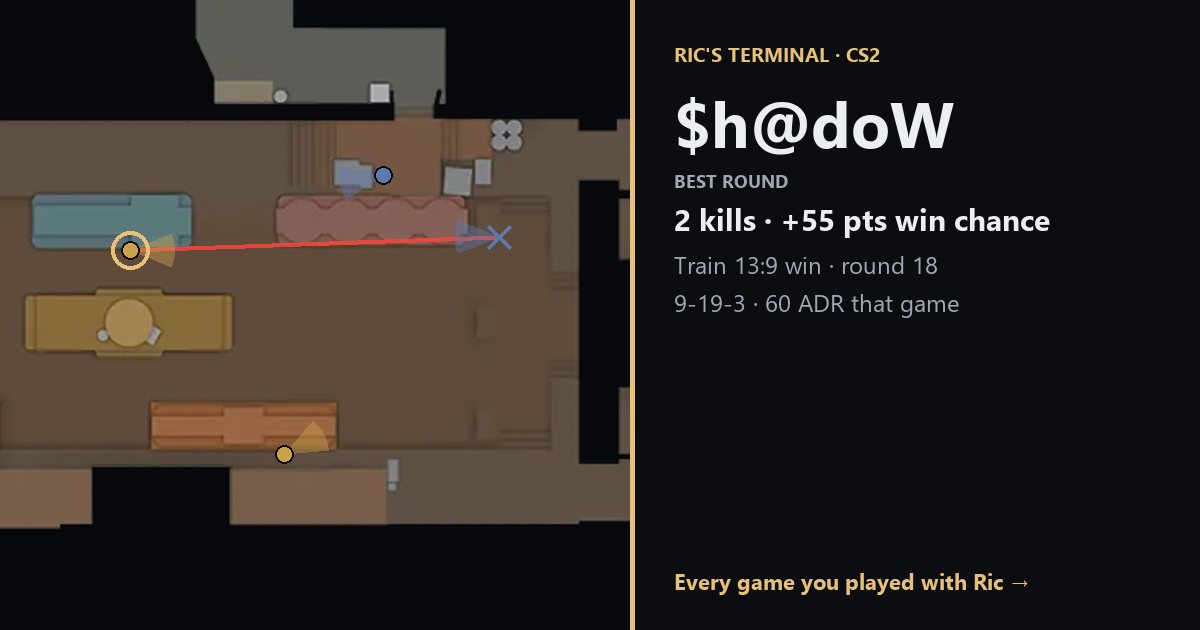 RIC'S TERMINAL · CS2
$h@doW
BEST ROUND
2 kills · +55 pts win chance
Train 13:9 win · round 18
9-19-3 · 60 ADR that game
Every game you played with Ric →